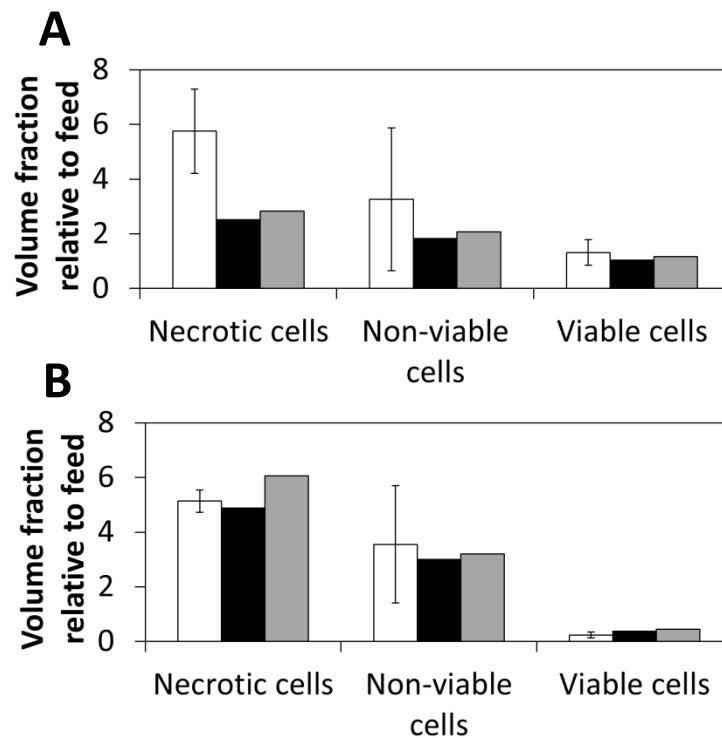 A
Volume fraction
relative to feed
8
6
4
2
0
Necrotic cells
Non-viable
cells
Viable cells
B
Volume fraction
relative to feed
8
6
4
2
0
Necrotic cells
Non-viable
cells
Viable cells